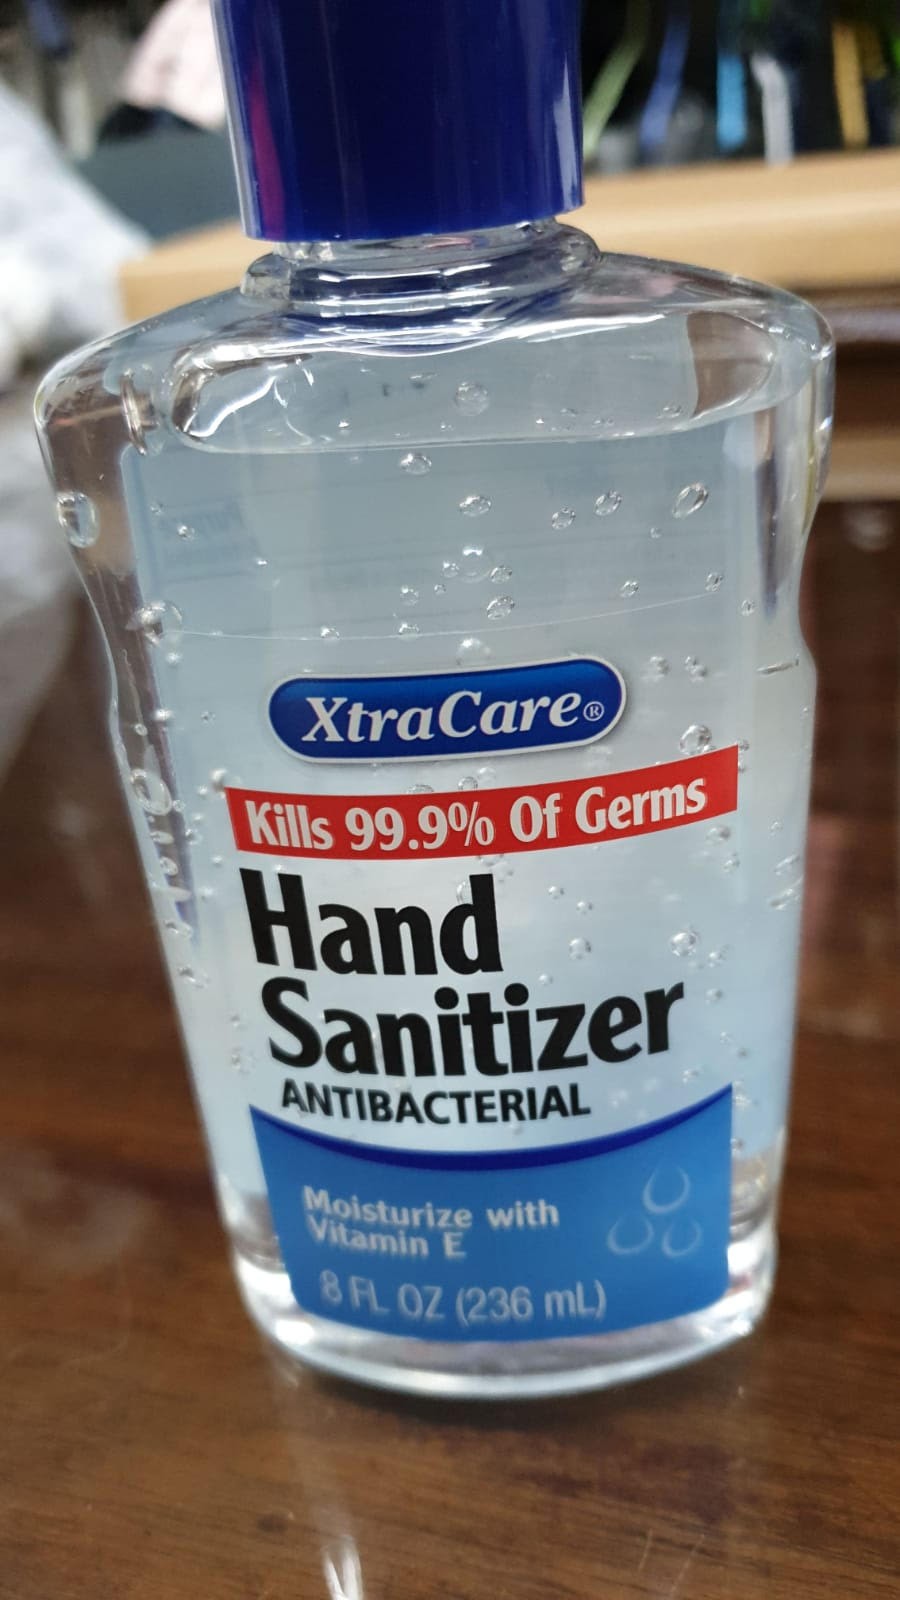 XtraCare®
Kills 99.9% Of Germs
Hand
Sanitizer
ANTIBACTERIAL
Moisturize with
Vitamin E
8 FL OZ (236 mL)